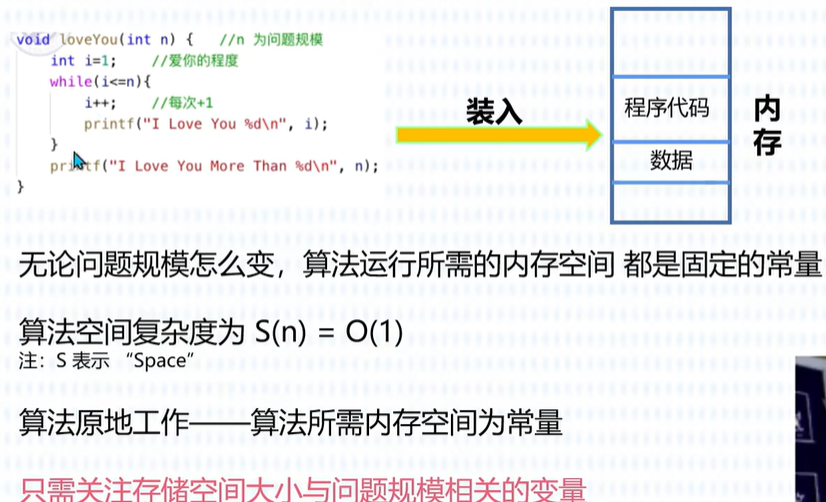 void loveYou(int n) {   //n 为问题规模
    int i=1;    //爱你的程度
    while(i<=n){
        i++;    //每次+1
        printf("I Love You %d\n", i);
    }
    printf("I Love You More Than %d\n", n);
}
装入
程序代码
数据
内存
无论问题规模怎么变，算法运行所需的内存空间 都是固定的常量
算法空间复杂度为 S(n) = O(1)
注：S 表示 “Space”
算法原地工作——算法所需内存空间为常量
只需关注存储空间大小与问题规模相关的变量